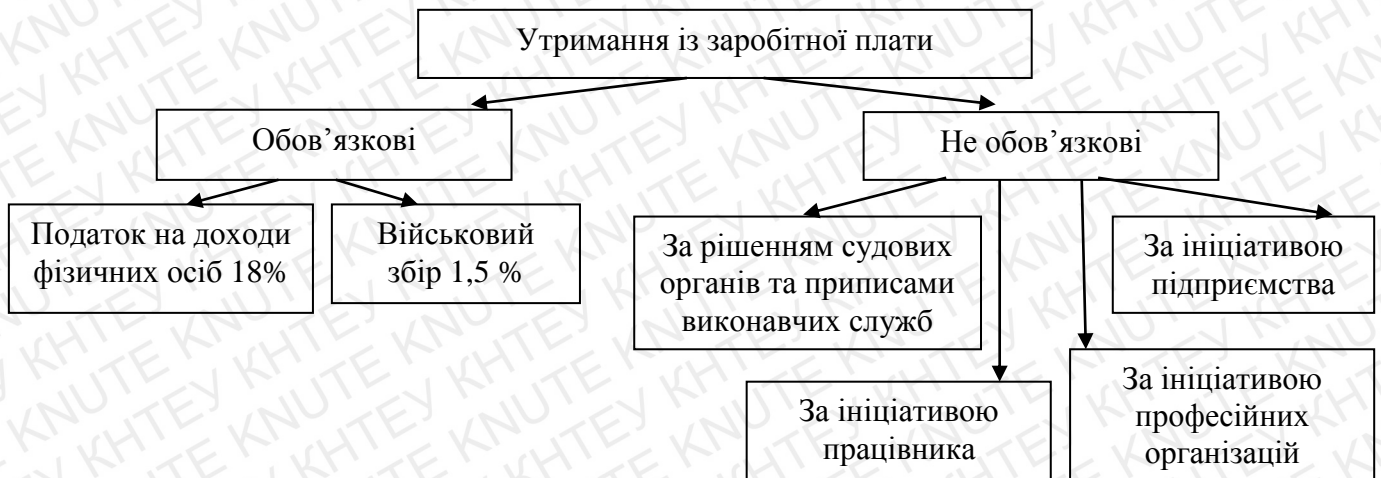 Утримання із заробітної плати
Обов’язкові
Не обов’язкові
Податок на доходи
фізичних осіб 18%
Військовий
збір 1,5 %
За рішенням судових
органів та приписами
виконавчих служб
За ініціативою
підприємства
За ініціативою
працівника
За ініціативою
професійних
організацій